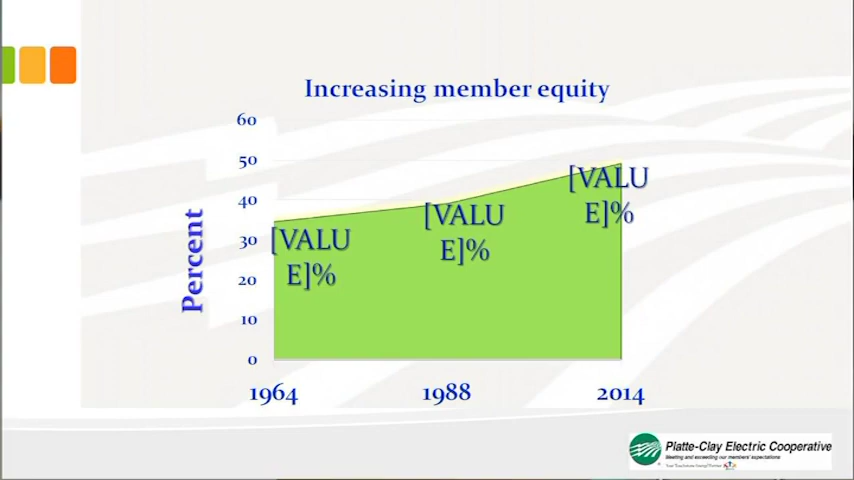 Increasing member equity
60
50
40
30
20
10
0
Percent
[VALU
E]%
[VALU
E]%
[VALU
E]%
1964
1988
2014
Platte-Clay Electric Cooperative
Meeting and exceeding our members' expectations